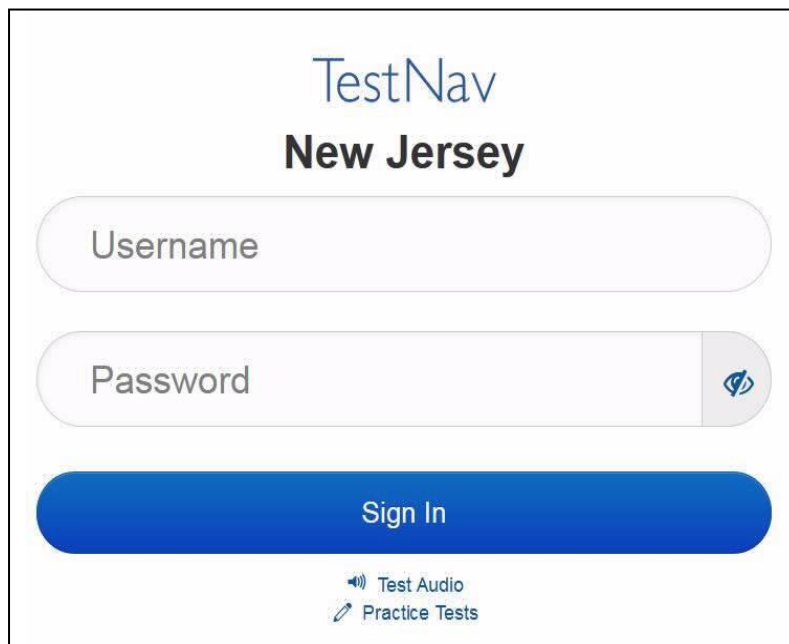 TestNav
New Jersey
Username
Password
Sign In
Test Audio
Practice Tests